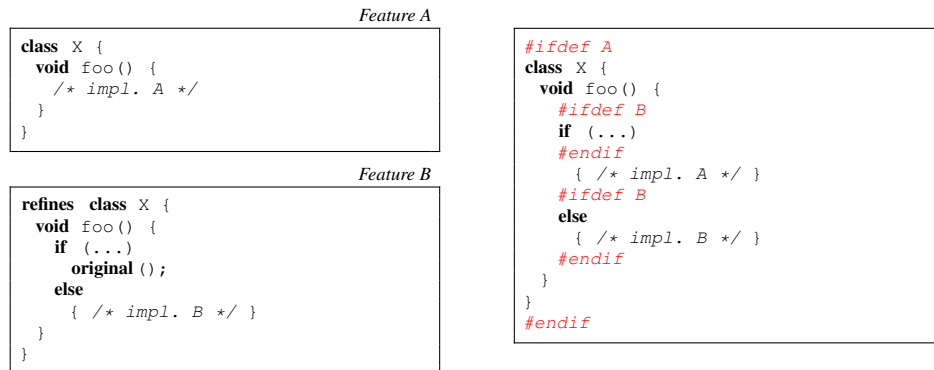 Feature A
class X {
void foo() {
/* impl. A */
}
}
Feature B
refines class X {
void foo() {
if (...)
original();
else
{ /* impl. B */ }
}
}
#ifdef A
class X {
void foo() {
#ifdef B
if (...)
#endif
{ /* impl. A */ }
#ifdef B
else
{ /* impl. B */ }
#endif
}
}
#endif